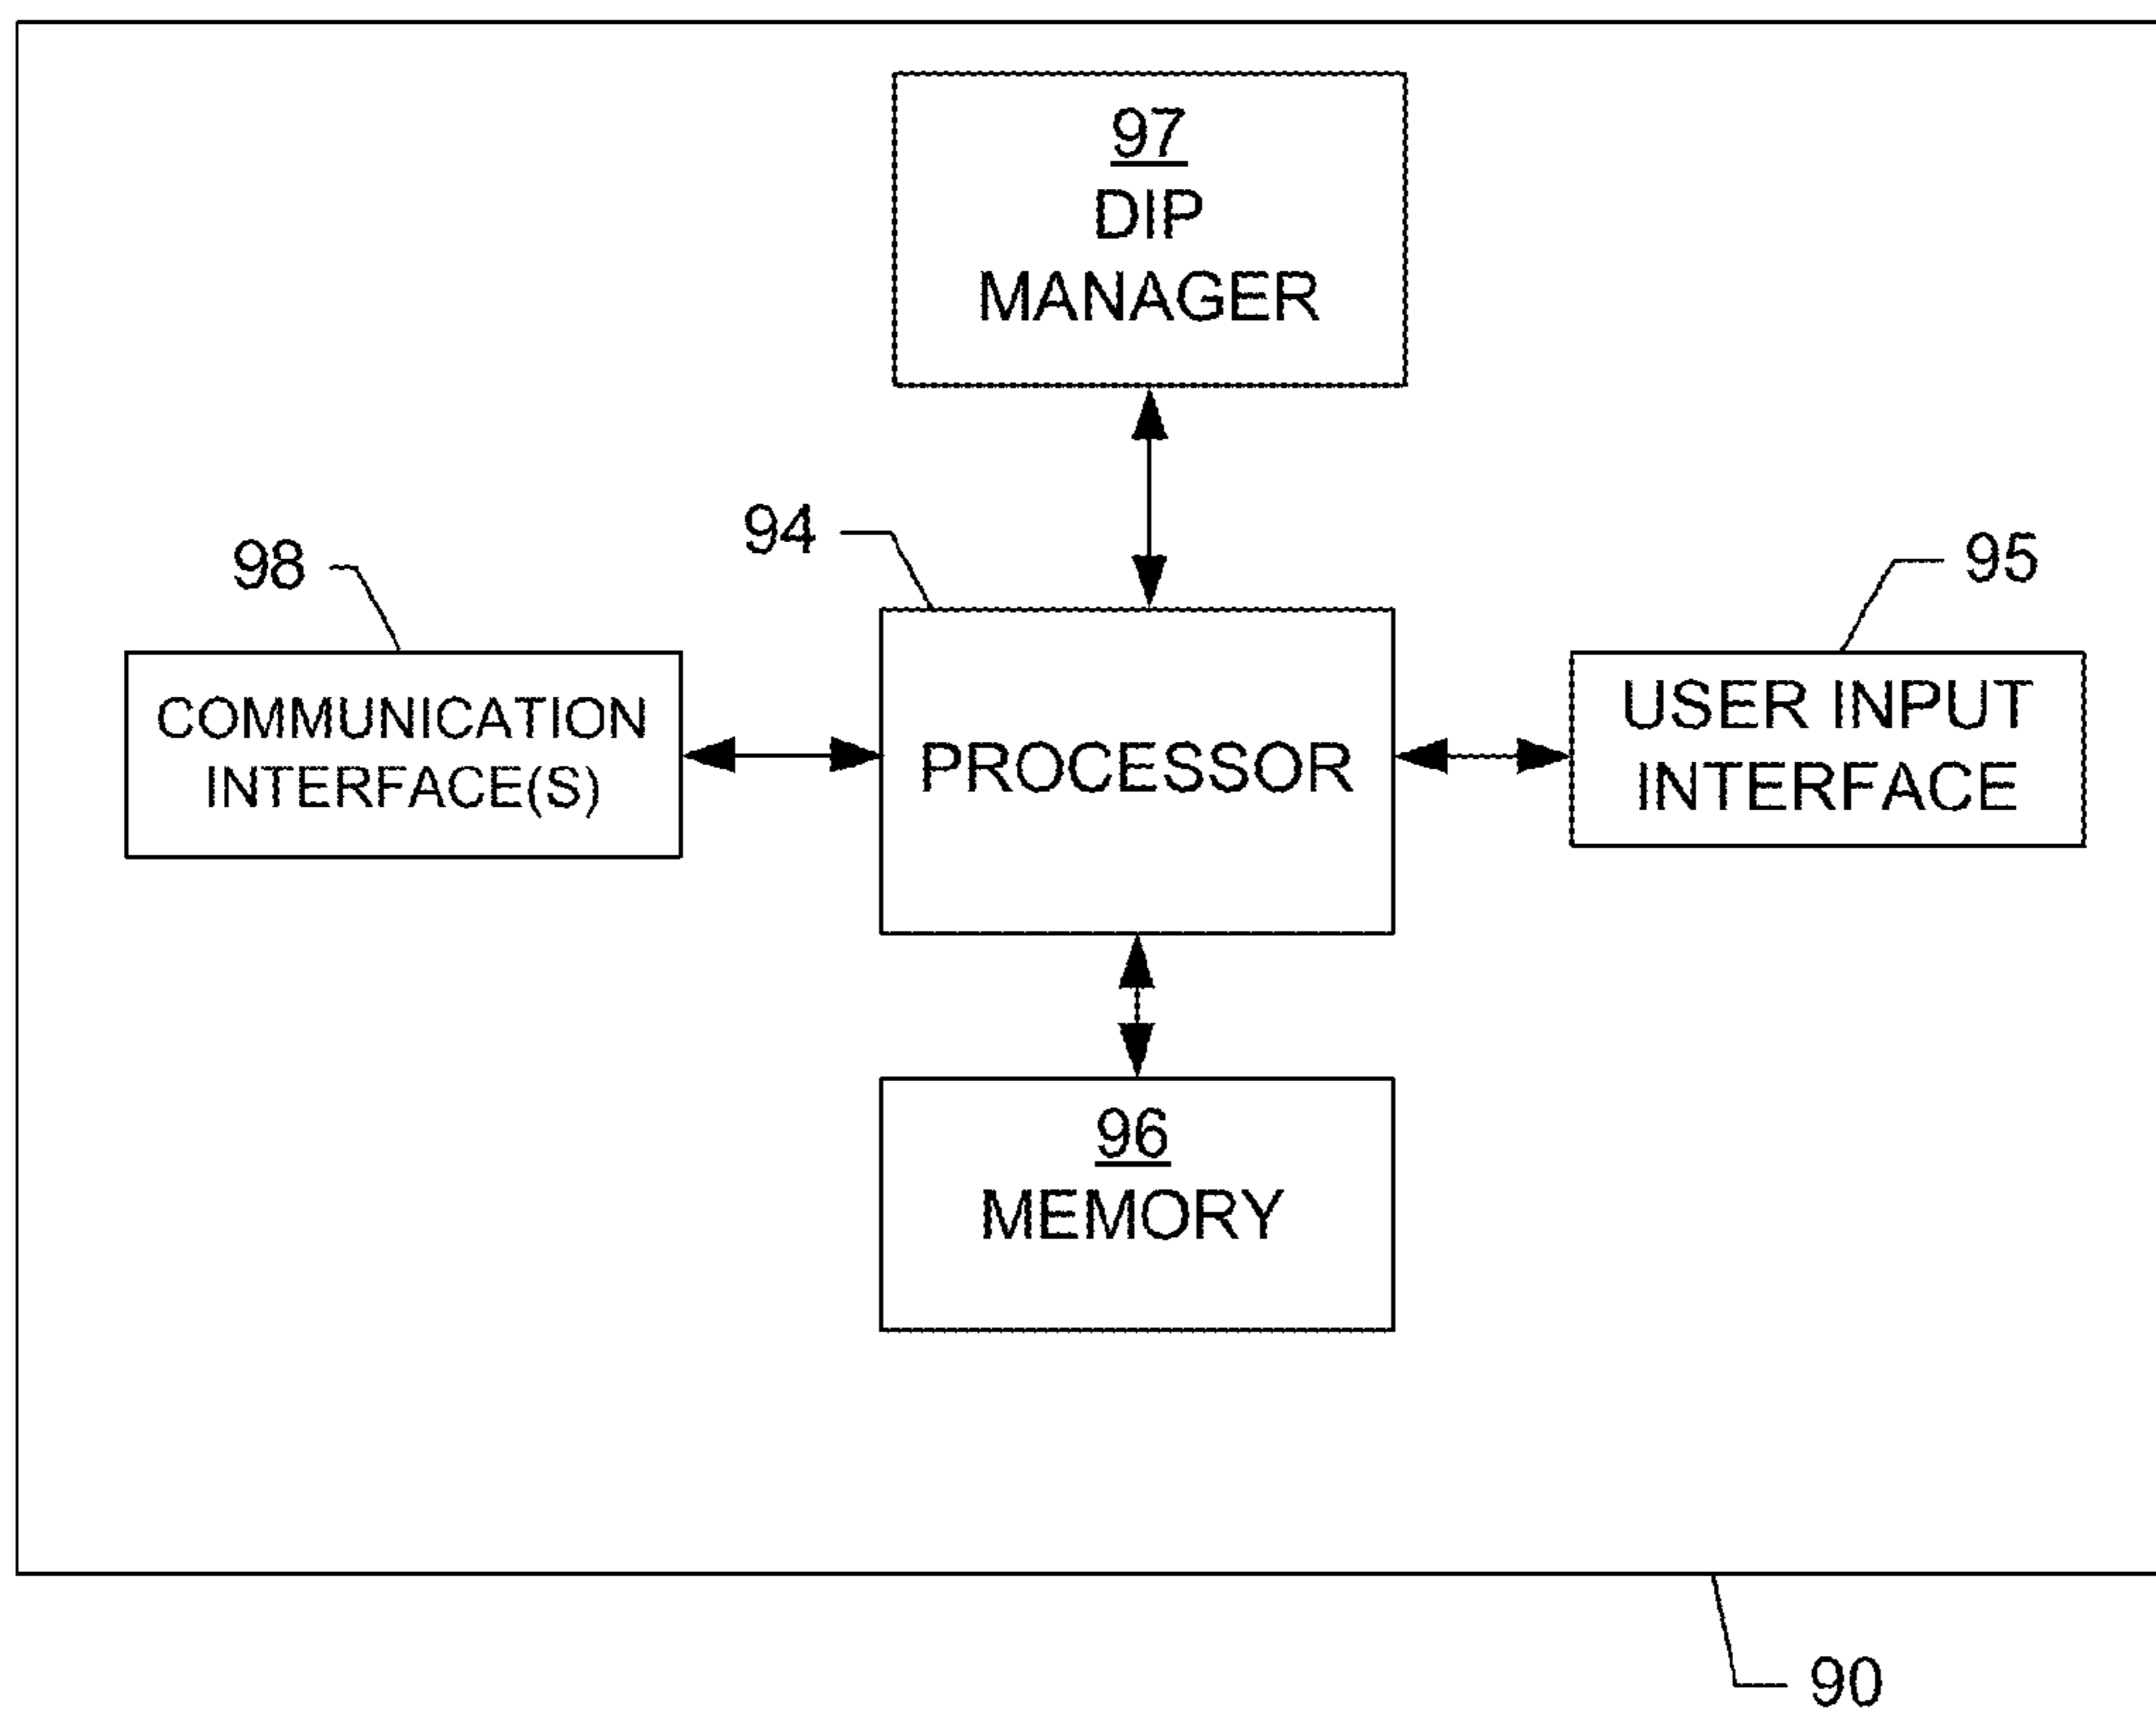 97
DIP
MANAGER
94
98
95
COMMUNICATION
INTERFACE(S)
PROCESSOR
USER INPUT
INTERFACE
96
MEMORY
90